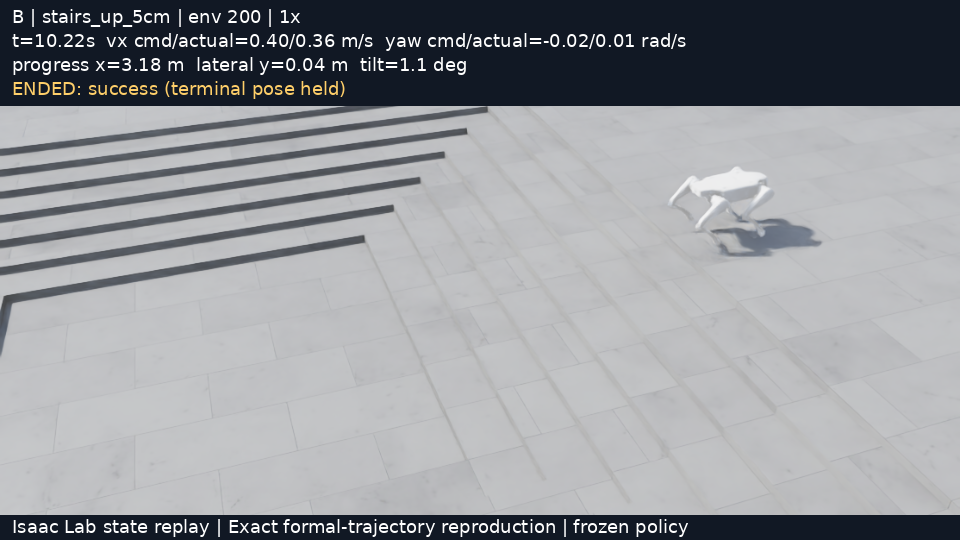 B | stairs_up_5cm | env 200 | 1x
t=10.22s  vx cmd/actual=0.40/0.36 m/s  yaw cmd/actual=-0.02/0.01 rad/s
progress x=3.18 m  lateral y=0.04 m  tilt=1.1 deg
ENDED: success (terminal pose held)
Isaac Lab state replay | Exact formal-trajectory reproduction | frozen policy